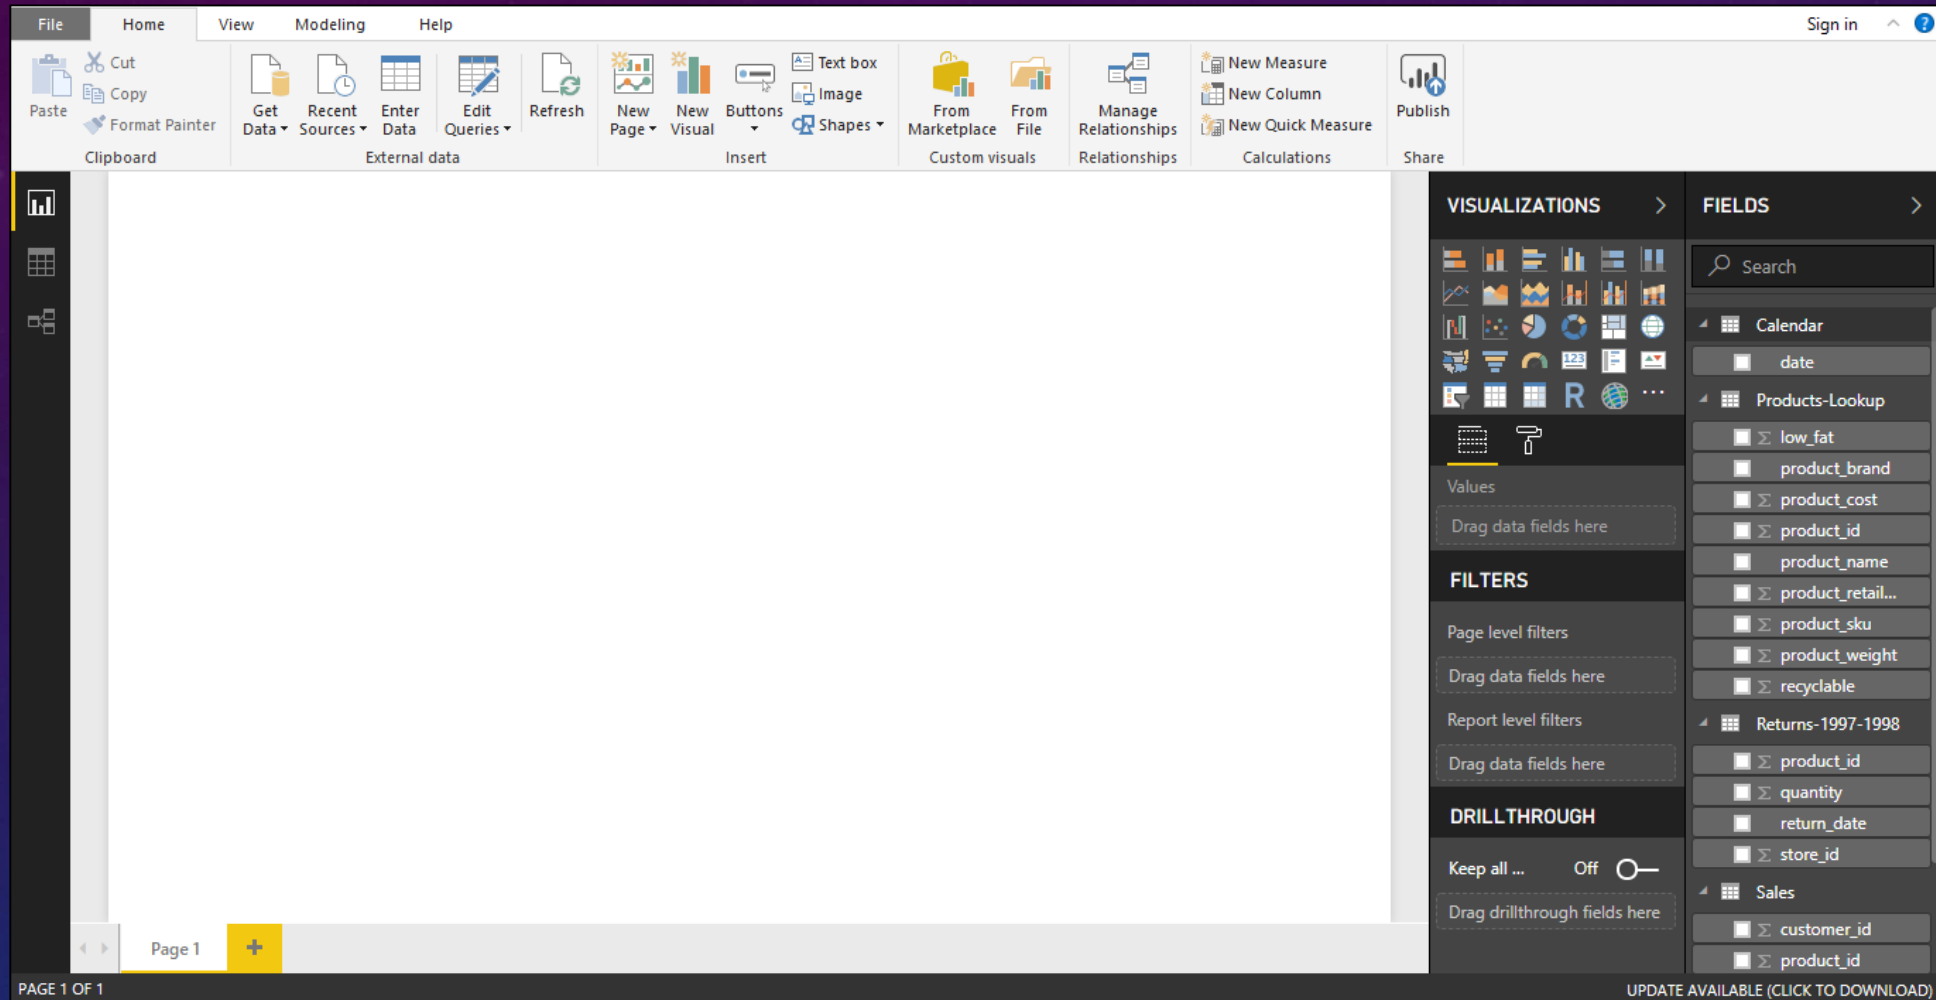 File Home View Modeling Help Sign in ?
Paste
Cut
Copy
Format Painter
Clipboard
Get Data
Recent Sources
Enter Data
Edit Queries
Refresh
External data
New Page
New Visual
Buttons
Text box
Image
Shapes
Insert
From Marketplace
From File
Custom visuals
Manage Relationships
Relationships
New Measure
New Column
New Quick Measure
Calculations
Publish
Share
VISUALIZATIONS
123
R
Values
Drag data fields here
FILTERS
Page level filters
Drag data fields here
Report level filters
Drag data fields here
DRILLTHROUGH
Keep all ... Off
Drag drillthrough fields here
FIELDS
Search
Calendar
date
Products-Lookup
Σ low_fat
product_brand
Σ product_cost
Σ product_id
product_name
Σ product_retail...
Σ product_sku
Σ product_weight
Σ recyclable
Returns-1997-1998
Σ product_id
Σ quantity
return_date
Σ store_id
Sales
Σ customer_id
Σ product_id
Page 1 +
PAGE 1 OF 1
UPDATE AVAILABLE (CLICK TO DOWNLOAD)